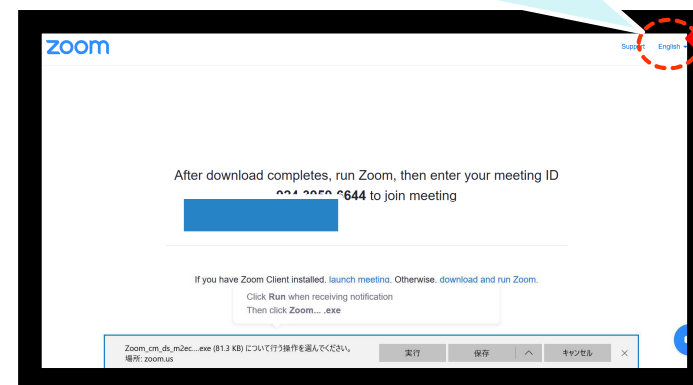 zoom
Support English
After download completes, run Zoom, then enter your meeting ID
6644 to join meeting
If you have Zoom Client installed, launch meeting. Otherwise, download and run Zoom.
Click Run when receiving notification
Then click Zoom... .exe
Zoom_cm_ds_m2ec....exe (81.3 KB) について行う操作を選んでください。
場所: zoom.us
実行 保存 キャンセル